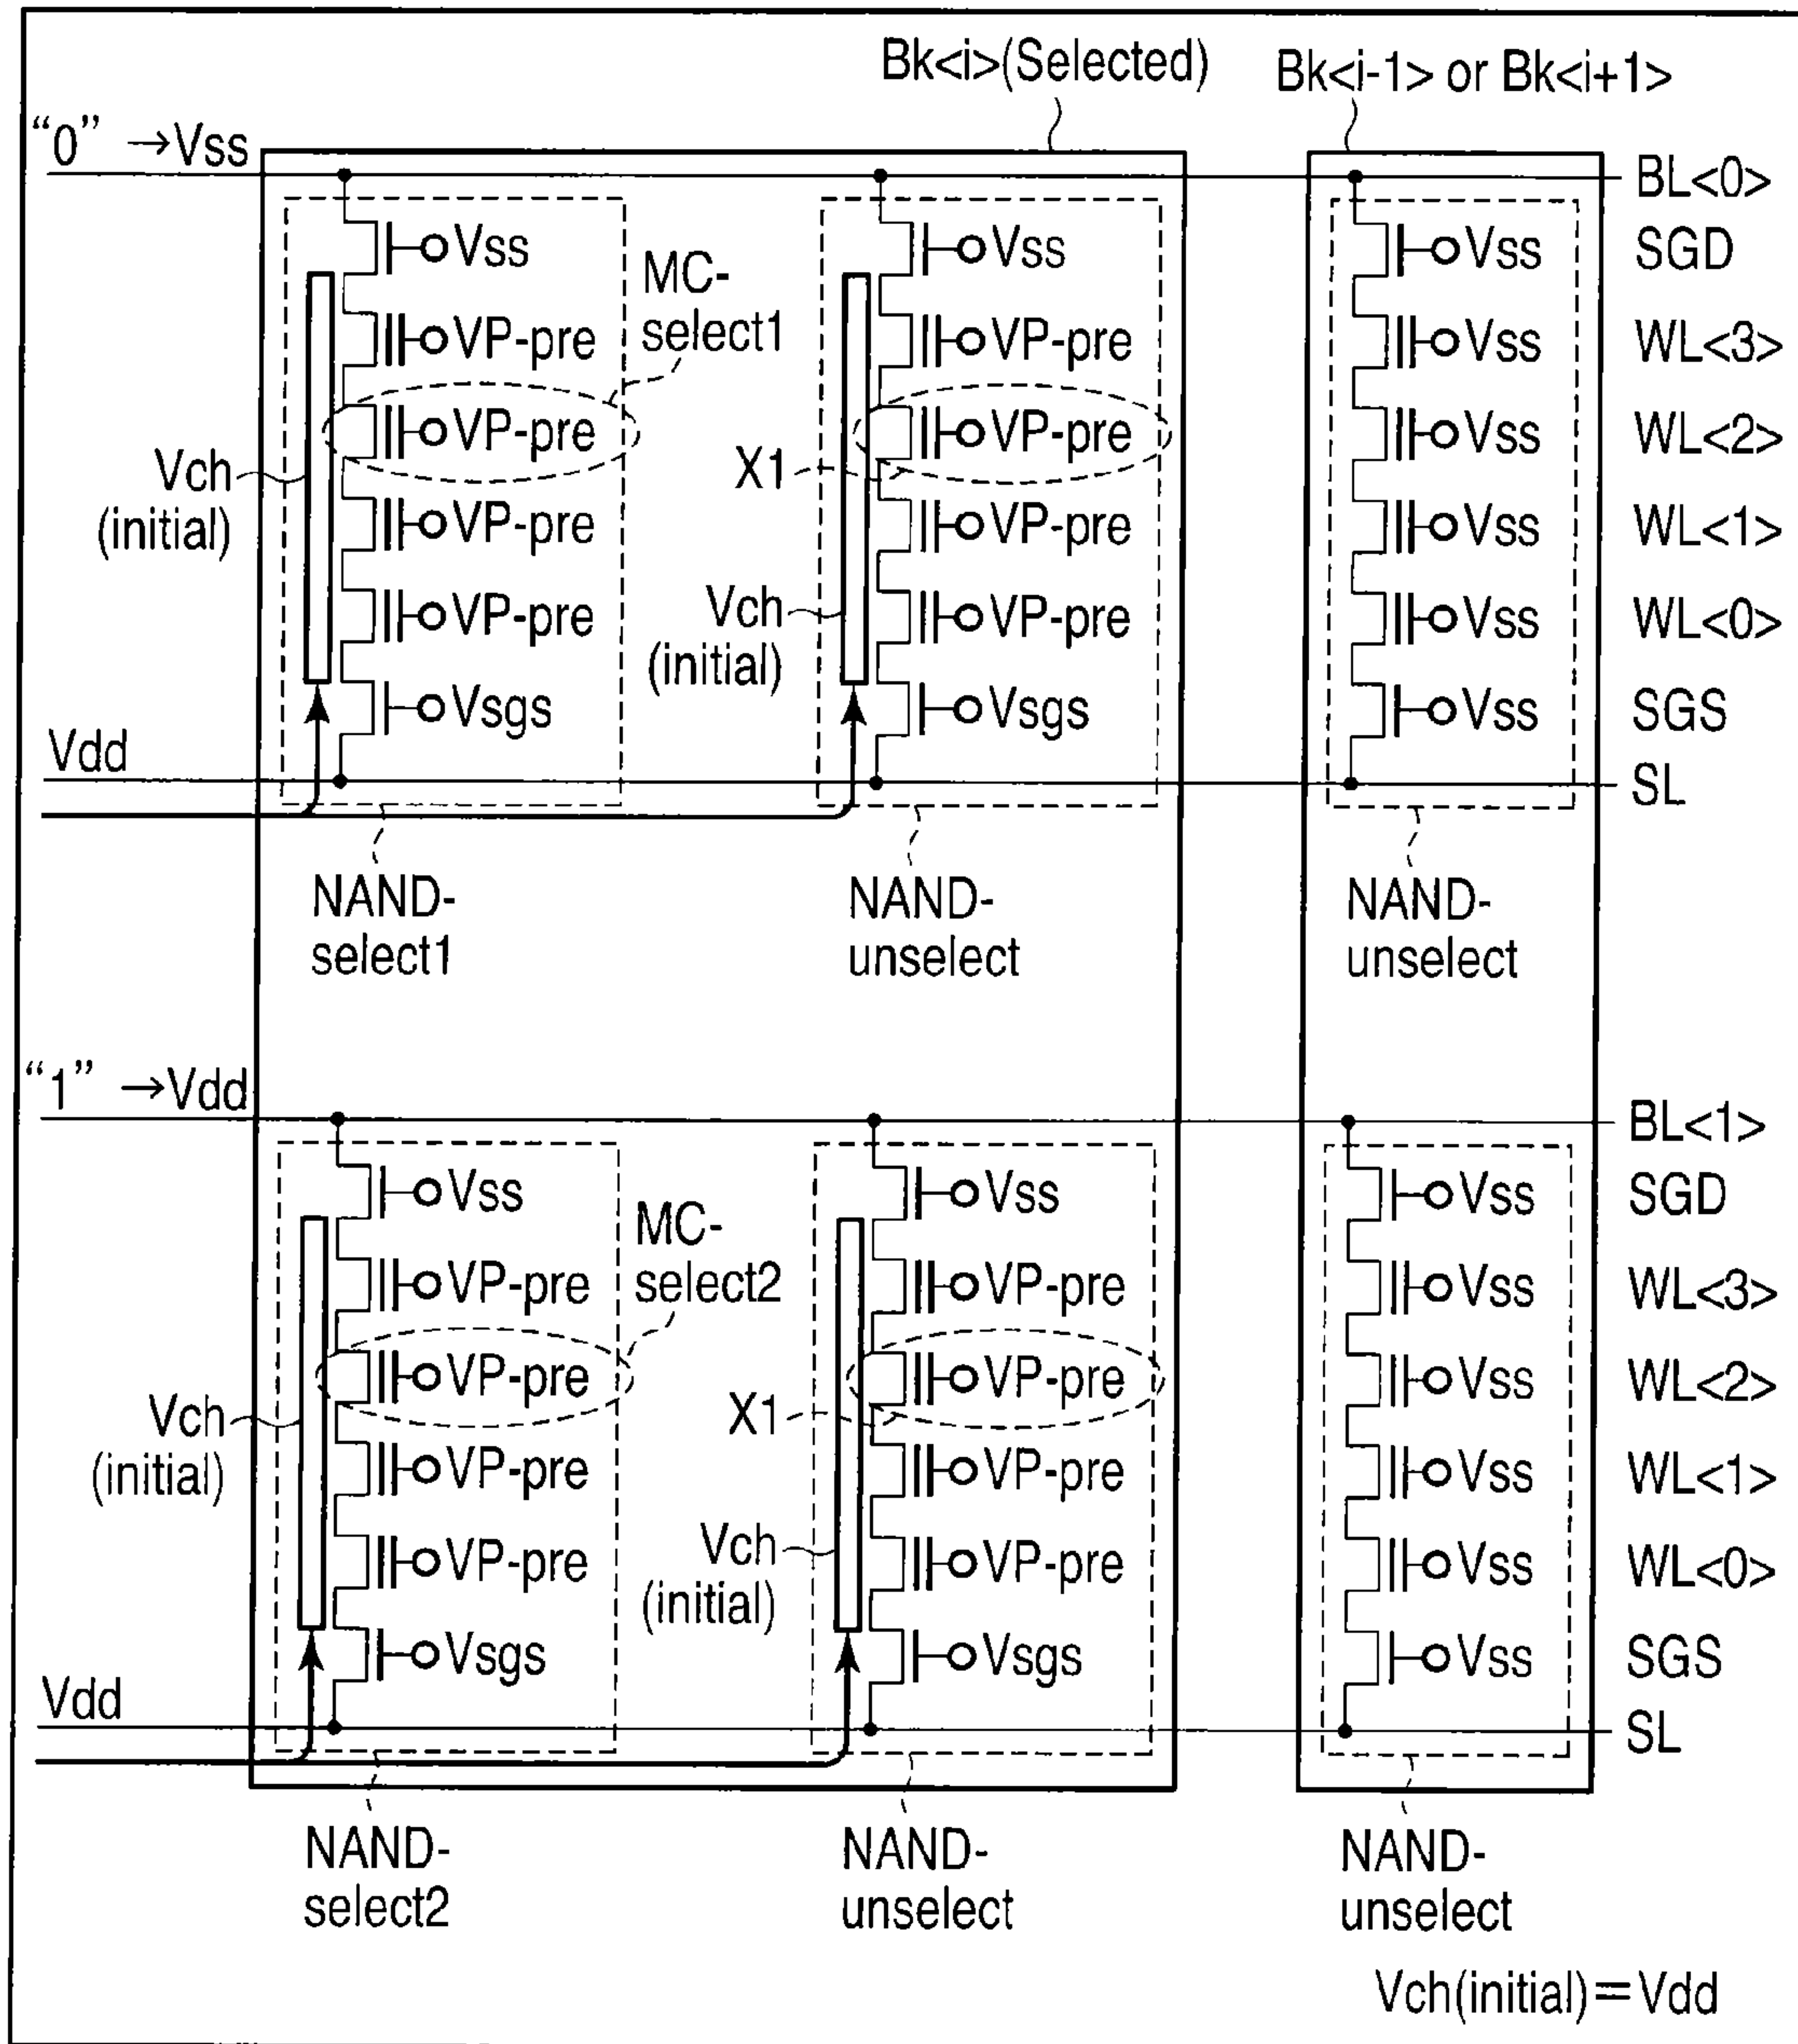 Bk<i>(Selected)
Bk<i-1> or Bk<i+1>
“0” →Vss
BL<0>
Vss
Vss
Vss
SGD
MC-
select1
VP-pre
VP-pre
Vss
WL<3>
VP-pre
VP-pre
Vss
WL<2>
Vch
(initial)
X1
VP-pre
VP-pre
Vss
WL<1>
VP-pre
Vch
(initial)
VP-pre
Vss
WL<0>
Vsgs
Vsgs
Vss
SGS
Vdd
SL
NAND-
select1
NAND-
unselect
NAND-
unselect
“1” →Vdd
BL<1>
Vss
Vss
Vss
SGD
MC-
select2
VP-pre
VP-pre
Vss
WL<3>
VP-pre
VP-pre
Vss
WL<2>
Vch
(initial)
X1
VP-pre
VP-pre
Vss
WL<1>
VP-pre
Vch
(initial)
VP-pre
Vss
WL<0>
Vsgs
Vsgs
Vss
SGS
Vdd
SL
NAND-
select2
NAND-
unselect
NAND-
unselect
Vch(initial)=Vdd